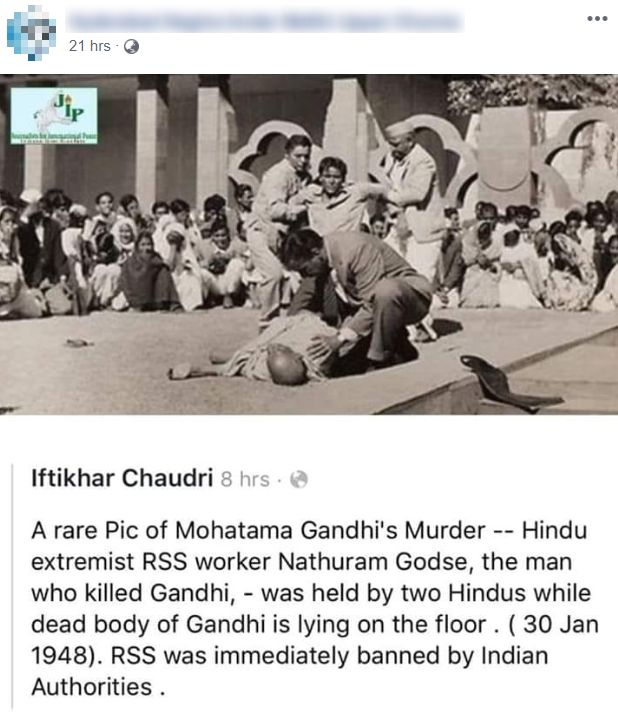 21 hrs ·
JIP
Journalists for International Peace
Iftikhar Chaudri 8 hrs ·
A rare Pic of Mohatama Gandhi's Murder -- Hindu
extremist RSS worker Nathuram Godse, the man
who killed Gandhi, - was held by two Hindus while
dead body of Gandhi is lying on the floor . ( 30 Jan
1948). RSS was immediately banned by Indian
Authorities .